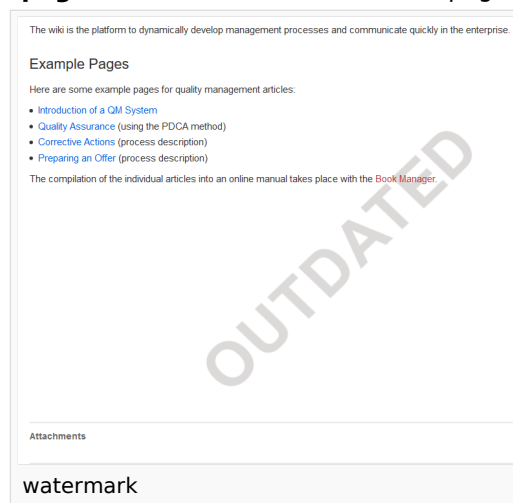 The wiki is the platform to dynamically develop management processes and communicate quickly in the enterprise.
Example Pages
Here are some example pages for quality management articles:
• Introduction of a QM System
• Quality Assurance (using the PDCA method)
• Corrective Actions (process description)
• Preparing an Offer (process description)
The compilation of the individual articles into an online manual takes place with the Book Manager.
OUTDATED
Attachments
watermark